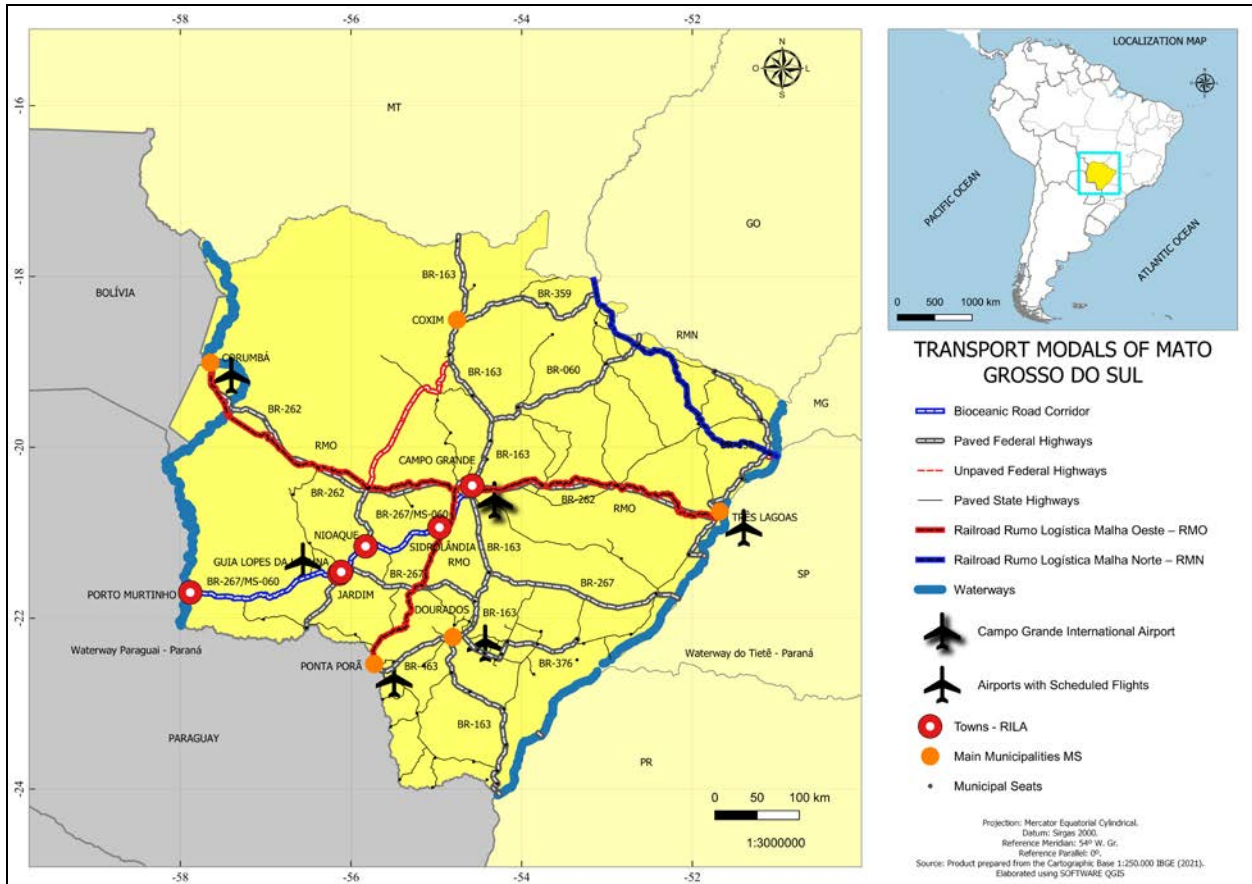 -58
-56
-54
-52
N
O
L
S
MT
-16
GO
-18
BR-163
BOLÍVIA
BR-359
COXIM
RMN
CORUMBÁ
BR-163
BR-060
MG
BR-262
-20
RMO
CAMPO GRANDE
BR-163
BR-262
BR-262
RMO
BR-267/MS-060
TRÊS LAGOAS
NIOAQUE
SIDROLÂNDIA
BR-163
GUIA LOPES DA LAGUNA
RMO
SP
BR-267/MS-060
BR-267
BR-267
PORTO MURTINHO
JARDIM
DOURADOS
BR-163
-22
Waterway Paraguai - Paraná
Waterway do Tietê - Paraná
PONTA PORÃ
BR-463
BR-376
BR-163
PARAGUAY
PR
-24
0 50 100 km
1:3000000
-58
-56
-54
-52
LOCALIZATION MAP
PACIFIC OCEAN
ATLANTIC OCEAN
0 500 1000 km
TRANSPORT MODALS OF MATO
GROSSO DO SUL
Bioceanic Road Corridor
Paved Federal Highways
Unpaved Federal Highways
Paved State Highways
Railroad Rumo Logística Malha Oeste – RMO
Railroad Rumo Logística Malha Norte – RMN
Waterways
Campo Grande International Airport
Airports with Scheduled Flights
Towns - RILA
Main Municipalities MS
Municipal Seats
Projection: Mercator Equatorial Cylindrical.
Datum: Sirgas 2000.
Reference Meridian: 54º W. Gr.
Reference Parallel: 0º.
Source: Product prepared from the Cartographic Base 1:250.000 IBGE (2021).
Elaborated using SOFTWARE QGIS